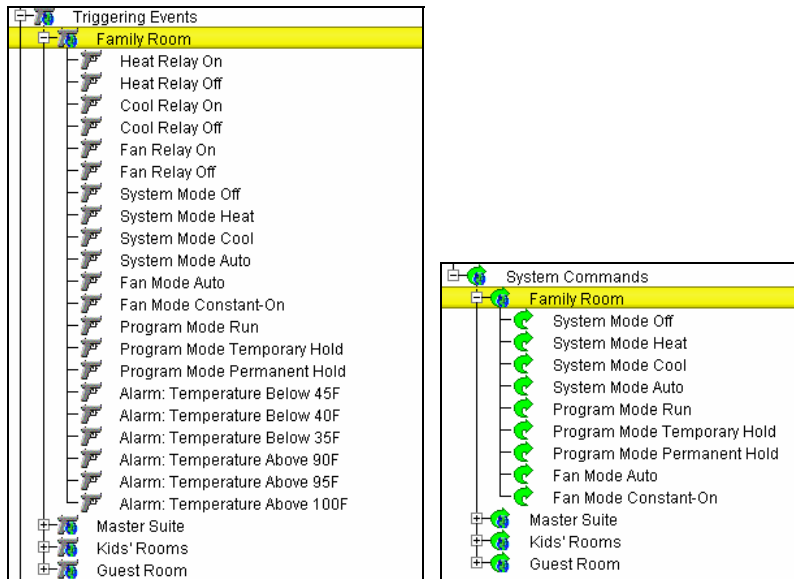 Triggering Events
Family Room
Heat Relay On
Heat Relay Off
Cool Relay On
Cool Relay Off
Fan Relay On
Fan Relay Off
System Mode Off
System Mode Heat
System Mode Cool
System Mode Auto
Fan Mode Auto
Fan Mode Constant-On
Program Mode Run
Program Mode Temporary Hold
Program Mode Permanent Hold
Alarm: Temperature Below 45F
Alarm: Temperature Below 40F
Alarm: Temperature Below 35F
Alarm: Temperature Above 90F
Alarm: Temperature Above 95F
Alarm: Temperature Above 100F
Master Suite
Kids' Rooms
Guest Room
System Commands
Family Room
System Mode Off
System Mode Heat
System Mode Cool
System Mode Auto
Program Mode Run
Program Mode Temporary Hold
Program Mode Permanent Hold
Fan Mode Auto
Fan Mode Constant-On
Master Suite
Kids' Rooms
Guest Room